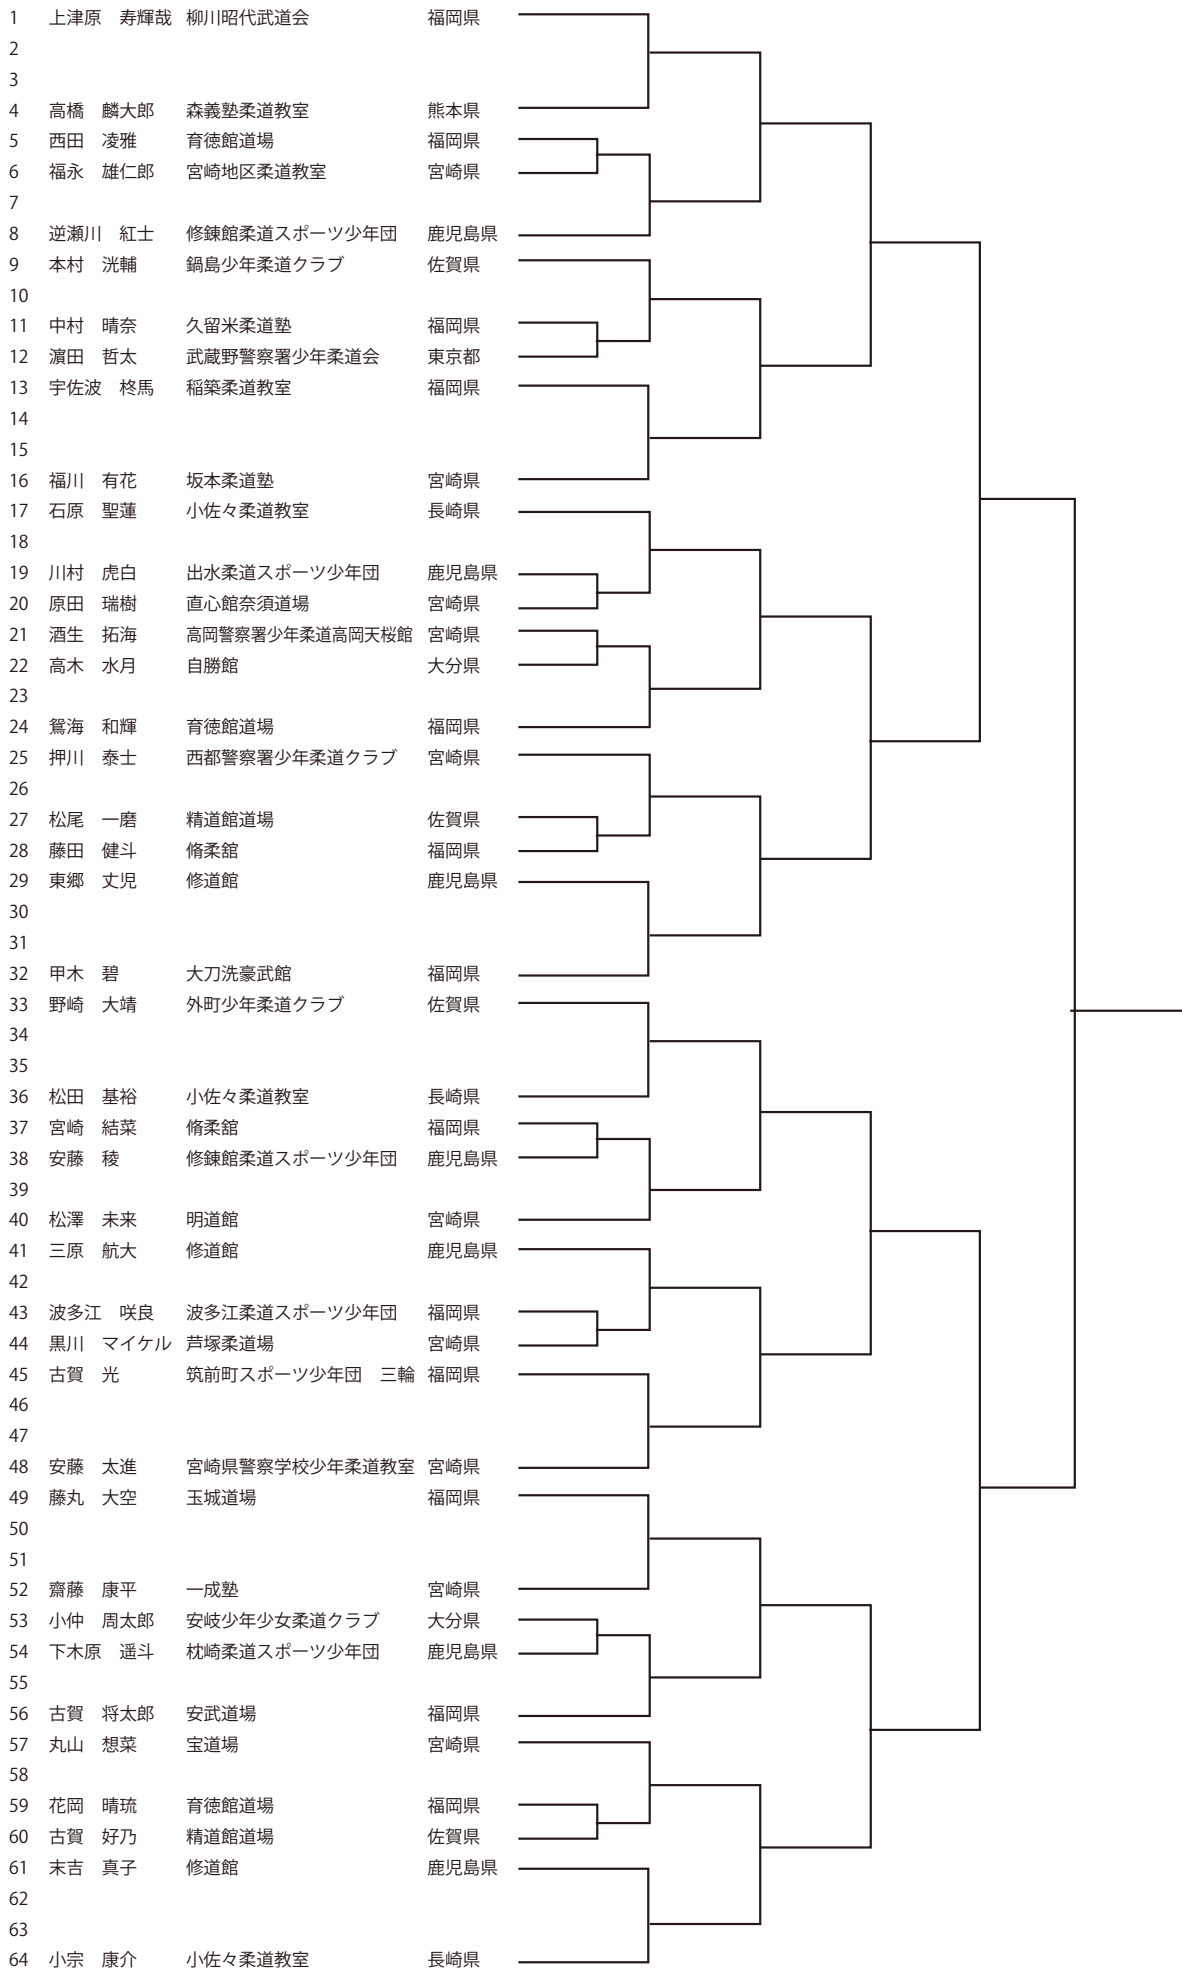 1 上津原　寿輝哉 柳川昭代武道会 福岡県
2
3
4 高橋　麟太郎 森義塾柔道教室 熊本県
5 西田　凌雅 育徳館道場 福岡県
6 福永　雄仁郎 宮崎地区柔道教室 宮崎県
7
8 逆瀬川　紅士 修錬館柔道スポーツ少年団 鹿児島県
9 本村　洸輔 鍋島少年柔道クラブ 佐賀県
10
11 中村　晴奈 久留米柔道塾 福岡県
12 濵田　哲太 武蔵野警察署少年柔道会 東京都
13 宇佐波　柊馬 稲築柔道教室 福岡県
14
15
16 福川　有花 坂本柔道塾 宮崎県
17 石原　聖蓮 小佐々柔道教室 長崎県
18
19 川村　虎白 出水柔道スポーツ少年団 鹿児島県
20 原田　瑞樹 直心館奈須道場 宮崎県
21 酒生　拓海 高岡警察署少年柔道高岡天桜館 宮崎県
22 高木　水月 自勝館 大分県
23
24 鴛海　和輝 育徳館道場 福岡県
25 押川　泰士 西都警察署少年柔道クラブ 宮崎県
26
27 松尾　一磨 精道館道場 佐賀県
28 藤田　健斗 脩柔舘 福岡県
29 東郷　丈児 修道館 鹿児島県
30
31
32 甲木　碧 大刀洗豪武館 福岡県
33 野崎　大靖 外町少年柔道クラブ 佐賀県
34
35
36 松田　基裕 小佐々柔道教室 長崎県
37 宮崎　結菜 脩柔舘 福岡県
38 安藤　稜 修錬館柔道スポーツ少年団 鹿児島県
39
40 松澤　未来 明道館 宮崎県
41 三原　航大 修道館 鹿児島県
42
43 波多江　咲良 波多江柔道スポーツ少年団 福岡県
44 黒川　マイケル 芦塚柔道場 宮崎県
45 古賀　光 筑前町スポーツ少年団　三輪 福岡県
46
47
48 安藤　太進 宮崎県警察学校少年柔道教室 宮崎県
49 藤丸　大空 玉城道場 福岡県
50
51
52 齋藤　康平 一成塾 宮崎県
53 小仲　周太郎 安岐少年少女柔道クラブ 大分県
54 下木原　遥斗 枕崎柔道スポーツ少年団 鹿児島県
55
56 古賀　将太郎 安武道場 福岡県
57 丸山　想菜 宝道場 宮崎県
58
59 花岡　晴琉 育徳館道場 福岡県
60 古賀　好乃 精道館道場 佐賀県
61 末吉　真子 修道館 鹿児島県
62
63
64 小宗　康介 小佐々柔道教室 長崎県